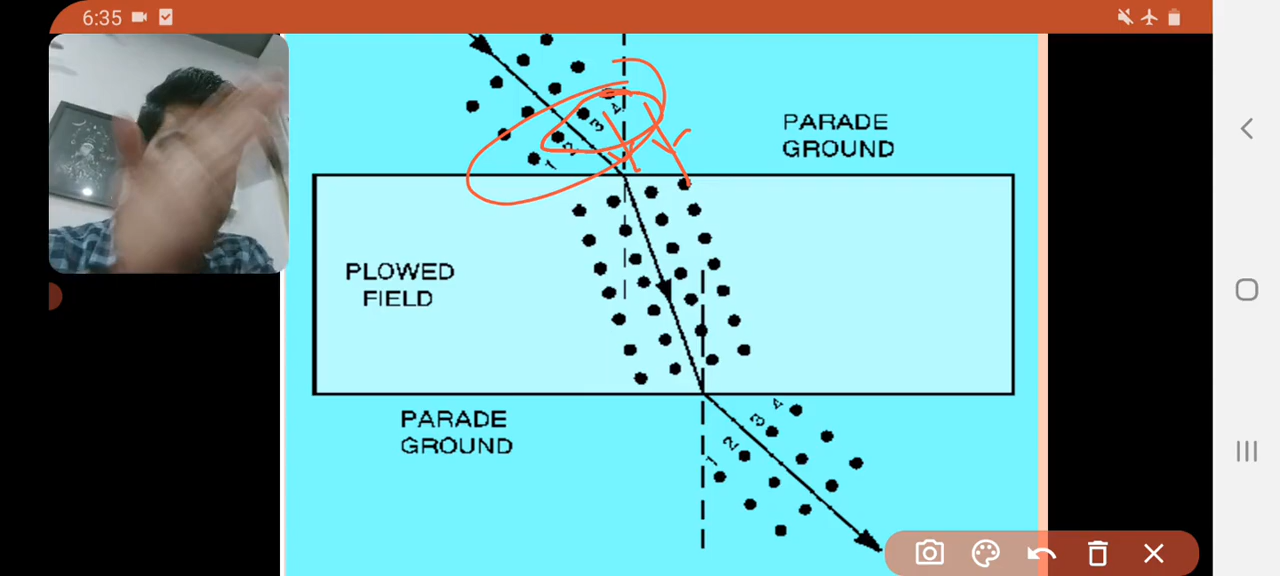 6:35
PARADE
GROUND
1 2 3 4
PLOWED
FIELD
PARADE
GROUND
1 2 3 4